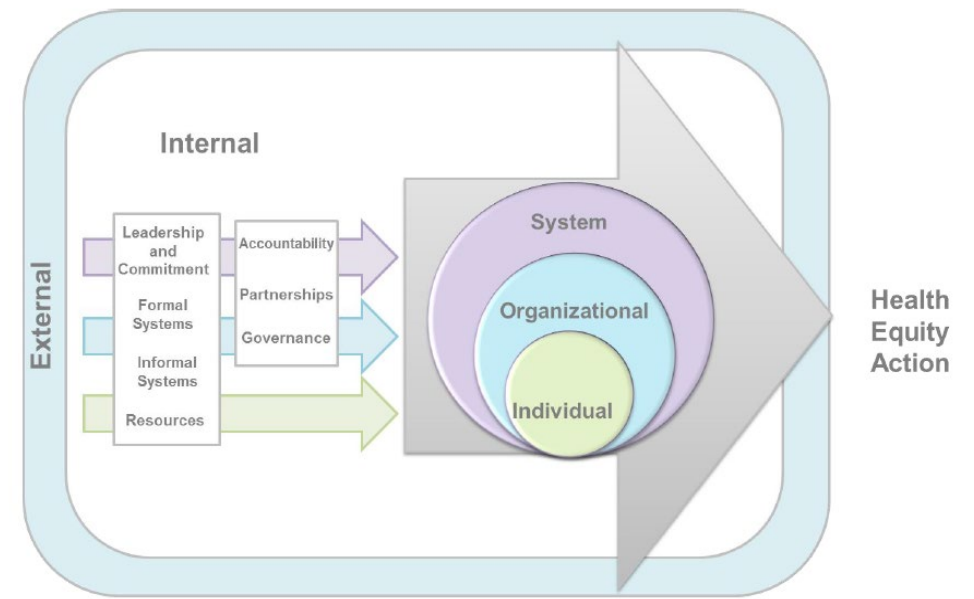 Internal
External
Leadership
and
Commitment
Formal
Systems
Informal
Systems
Resources
Accountability
Partnerships
Governance
System
Organizational
Individual
Health
Equity
Action